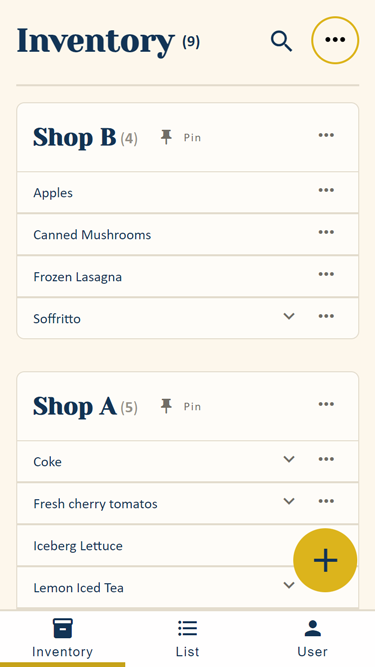 Inventory (9)
Shop B (4) Pin
Apples
Canned Mushrooms
Frozen Lasagna
Soffritto
Shop A (5) Pin
Coke
Fresh cherry tomatos
Iceberg Lettuce
Lemon Iced Tea
Inventory List User